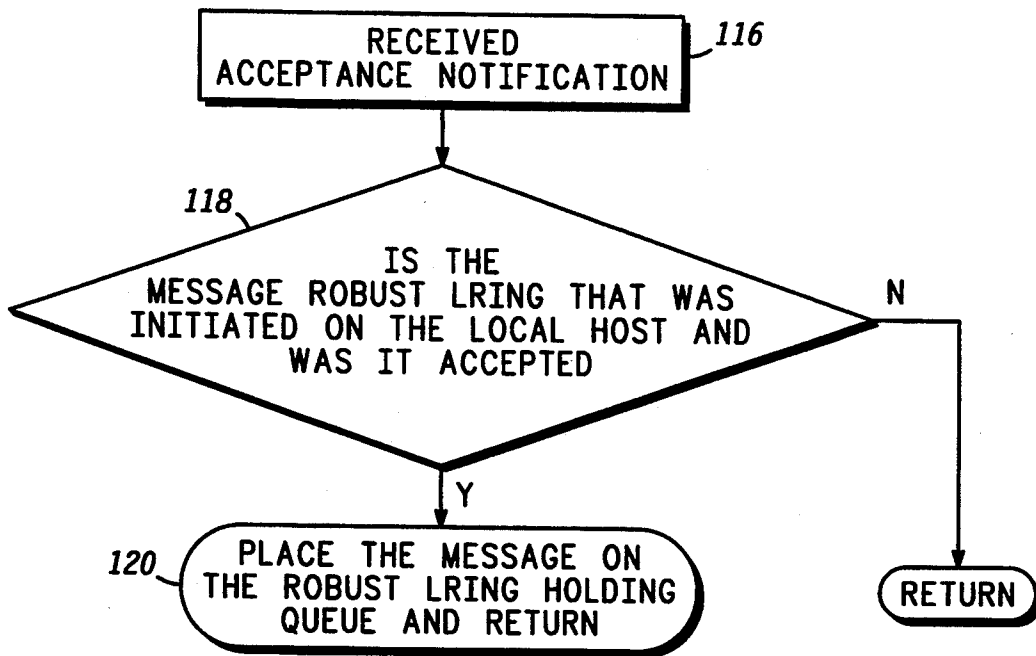 RECEIVED
ACCEPTANCE NOTIFICATION
116
118
IS THE
MESSAGE ROBUST LRING THAT WAS
INITIATED ON THE LOCAL HOST AND
WAS IT ACCEPTED
N
Y
120
PLACE THE MESSAGE ON
THE ROBUST LRING HOLDING
QUEUE AND RETURN
RETURN